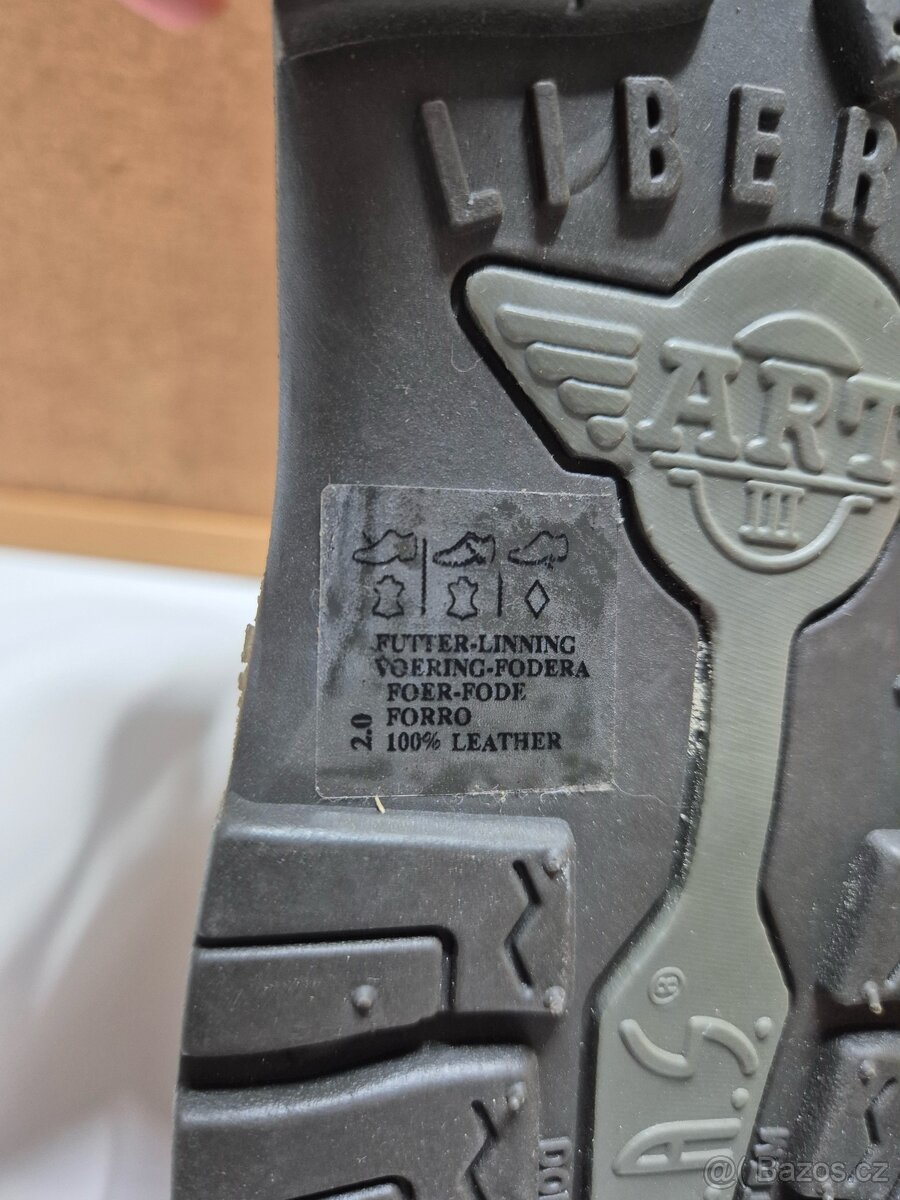 LIBER
ART
III
FUTTER-LINNING
VOERING-FODERA
FOER-FODE
FORRO
2.0
100% LEATHER
®
A.S.
@ Bazos.cz